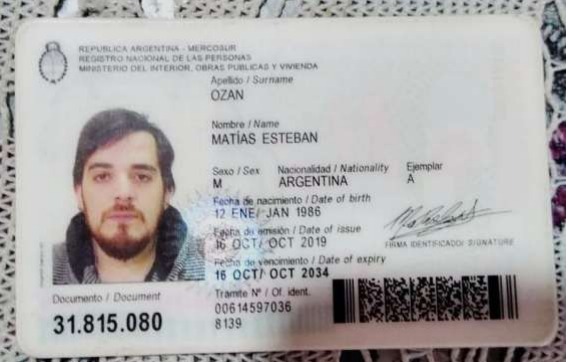 REPUBLICA ARGENTINA - MERCOSUR
REGISTRO NACIONAL DE LAS PERSONAS
MINISTERIO DEL INTERIOR, OBRAS PÚBLICAS Y VIVIENDA
Apellido / Surname
OZAN
Nombre / Name
MATÍAS ESTEBAN
Sexo / Sex Nacionalidad / Nationality Ejemplar
M ARGENTINA A
Fecha de nacimiento / Date of birth
12 ENE/ JAN 1986
Fecha de emisión / Date of issue
16 OCT/ OCT 2019
FIRMA IDENTIFICADO/ SIGNATURE
Fecha de vencimiento / Date of expiry
16 OCT/ OCT 2034
Documento / Document
31.815.080
Tramite N° / Of. ident.
00614597036
8139